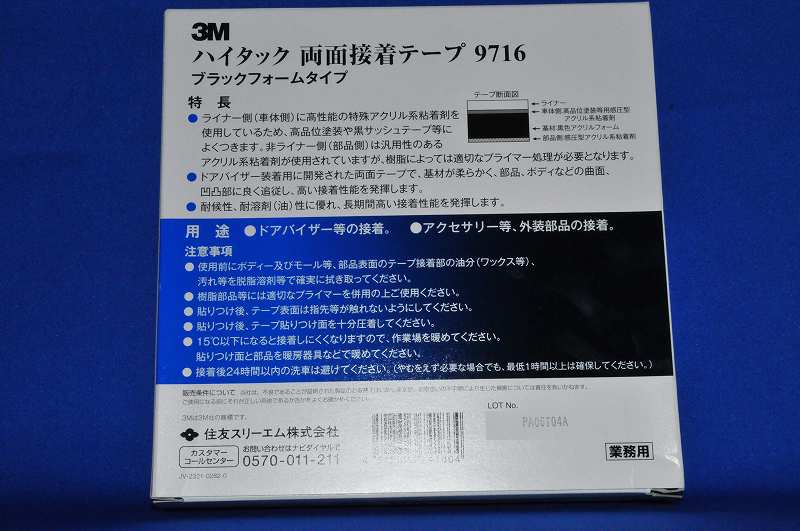 3M
ハイタック 両面接着テープ 9716
ブラックフォームタイプ
特 長
テープ断面図
ライナー
車体側:高品位塗装等用感圧型
アクリル系粘着剤
基材:黒色アクリルフォーム
部品側:感圧型アクリル系粘着剤
● ライナー側(車体側)に高性能の特殊アクリル系粘着剤を
使用しているため、高品位塗装や黒サッシュテープ等に
よくつきます。非ライナー側(部品側)は汎用性のある
アクリル系粘着剤が使用されていますが、樹脂によっては適切なプライマー処理が必要となります。
● ドアバイザー装着用に開発された両面テープで、基材が柔らかく、部品、ボディなどの曲面、
凹凸部に良く追従し、高い接着性能を発揮します。
● 耐候性、耐溶剤(油)性に優れ、長期間高い接着性能を発揮します。
用 途 ●ドアバイザー等の接着。 ●アクセサリー等、外装部品の接着。
注意事項
● 使用前にボディー及びモール等、部品表面のテープ接着部の油分(ワックス等)、
汚れ等を脱脂溶剤等で確実に拭き取ってください。
● 樹脂部品等には適切なプライマーを併用の上ご使用ください。
● 貼りつけ後、テープ表面は指先等が触れないようにしてください。
● 貼りつけ後、テープ貼りつけ面を十分圧着してください。
● 15℃以下になると接着しにくくなりますので、作業場を暖めてください。
貼りつけ面と部品を暖房器具などで暖めてください。
● 接着後24時間以内の洗車は避けてください。(やむをえず必要な場合でも、最低1時間以上は確保してください。)
販売条件について
3Mは3M社の商標です。
LOT No.
PA06T04A
住友スリーエム株式会社
カスタマー
コールセンター
お問い合わせはナビダイヤルで
0570-011-211
業務用
JV-2321-0282-G